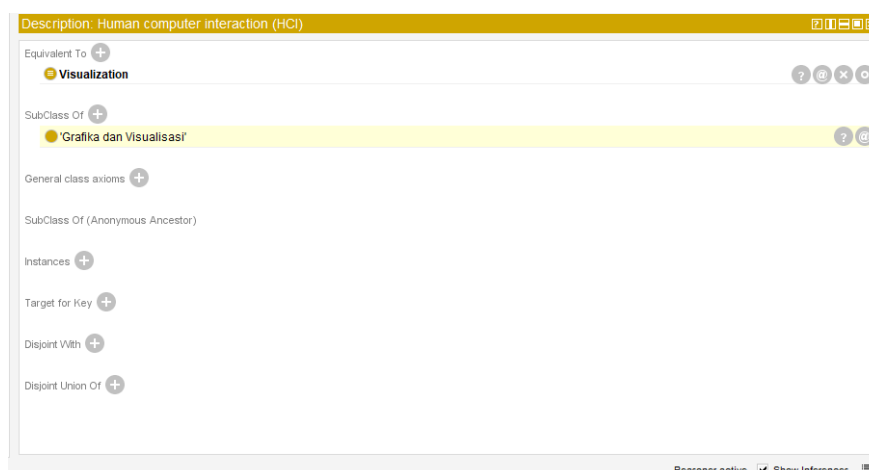 Description: Human computer interaction (HCI)
Equivalent To
Visualization
SubClass Of
'Grafika dan Visualisasi'
General class axioms
SubClass Of (Anonymous Ancestor)
Instances
Target for Key
Disjoint With
Disjoint Union Of
Reasoner active Show Inferences